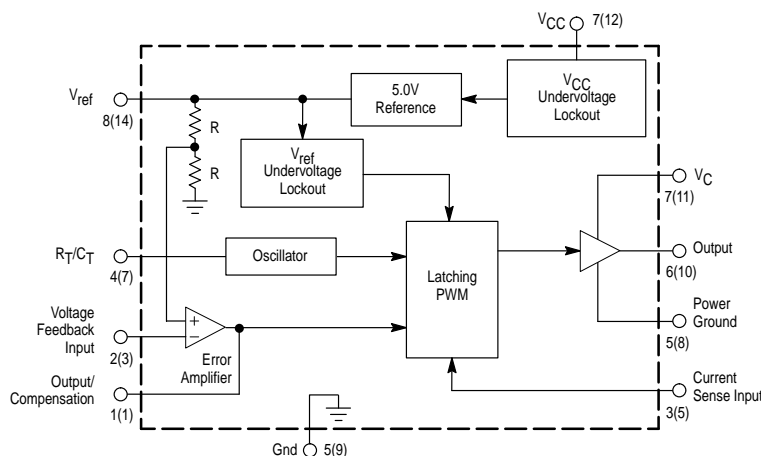 VCC 7(12)
Vref
8(14)
R
R
5.0V
Reference
VCC
Undervoltage
Lockout
Vref
Undervoltage
Lockout
VC
7(11)
RT/CT
4(7)
Oscillator
Latching
PWM
Output
6(10)
Voltage
Feedback
Input
2(3)
+
−
Error
Amplifier
Power
Ground
5(8)
Output/
Compensation
1(1)
Current
Sense Input
3(5)
Gnd 5(9)